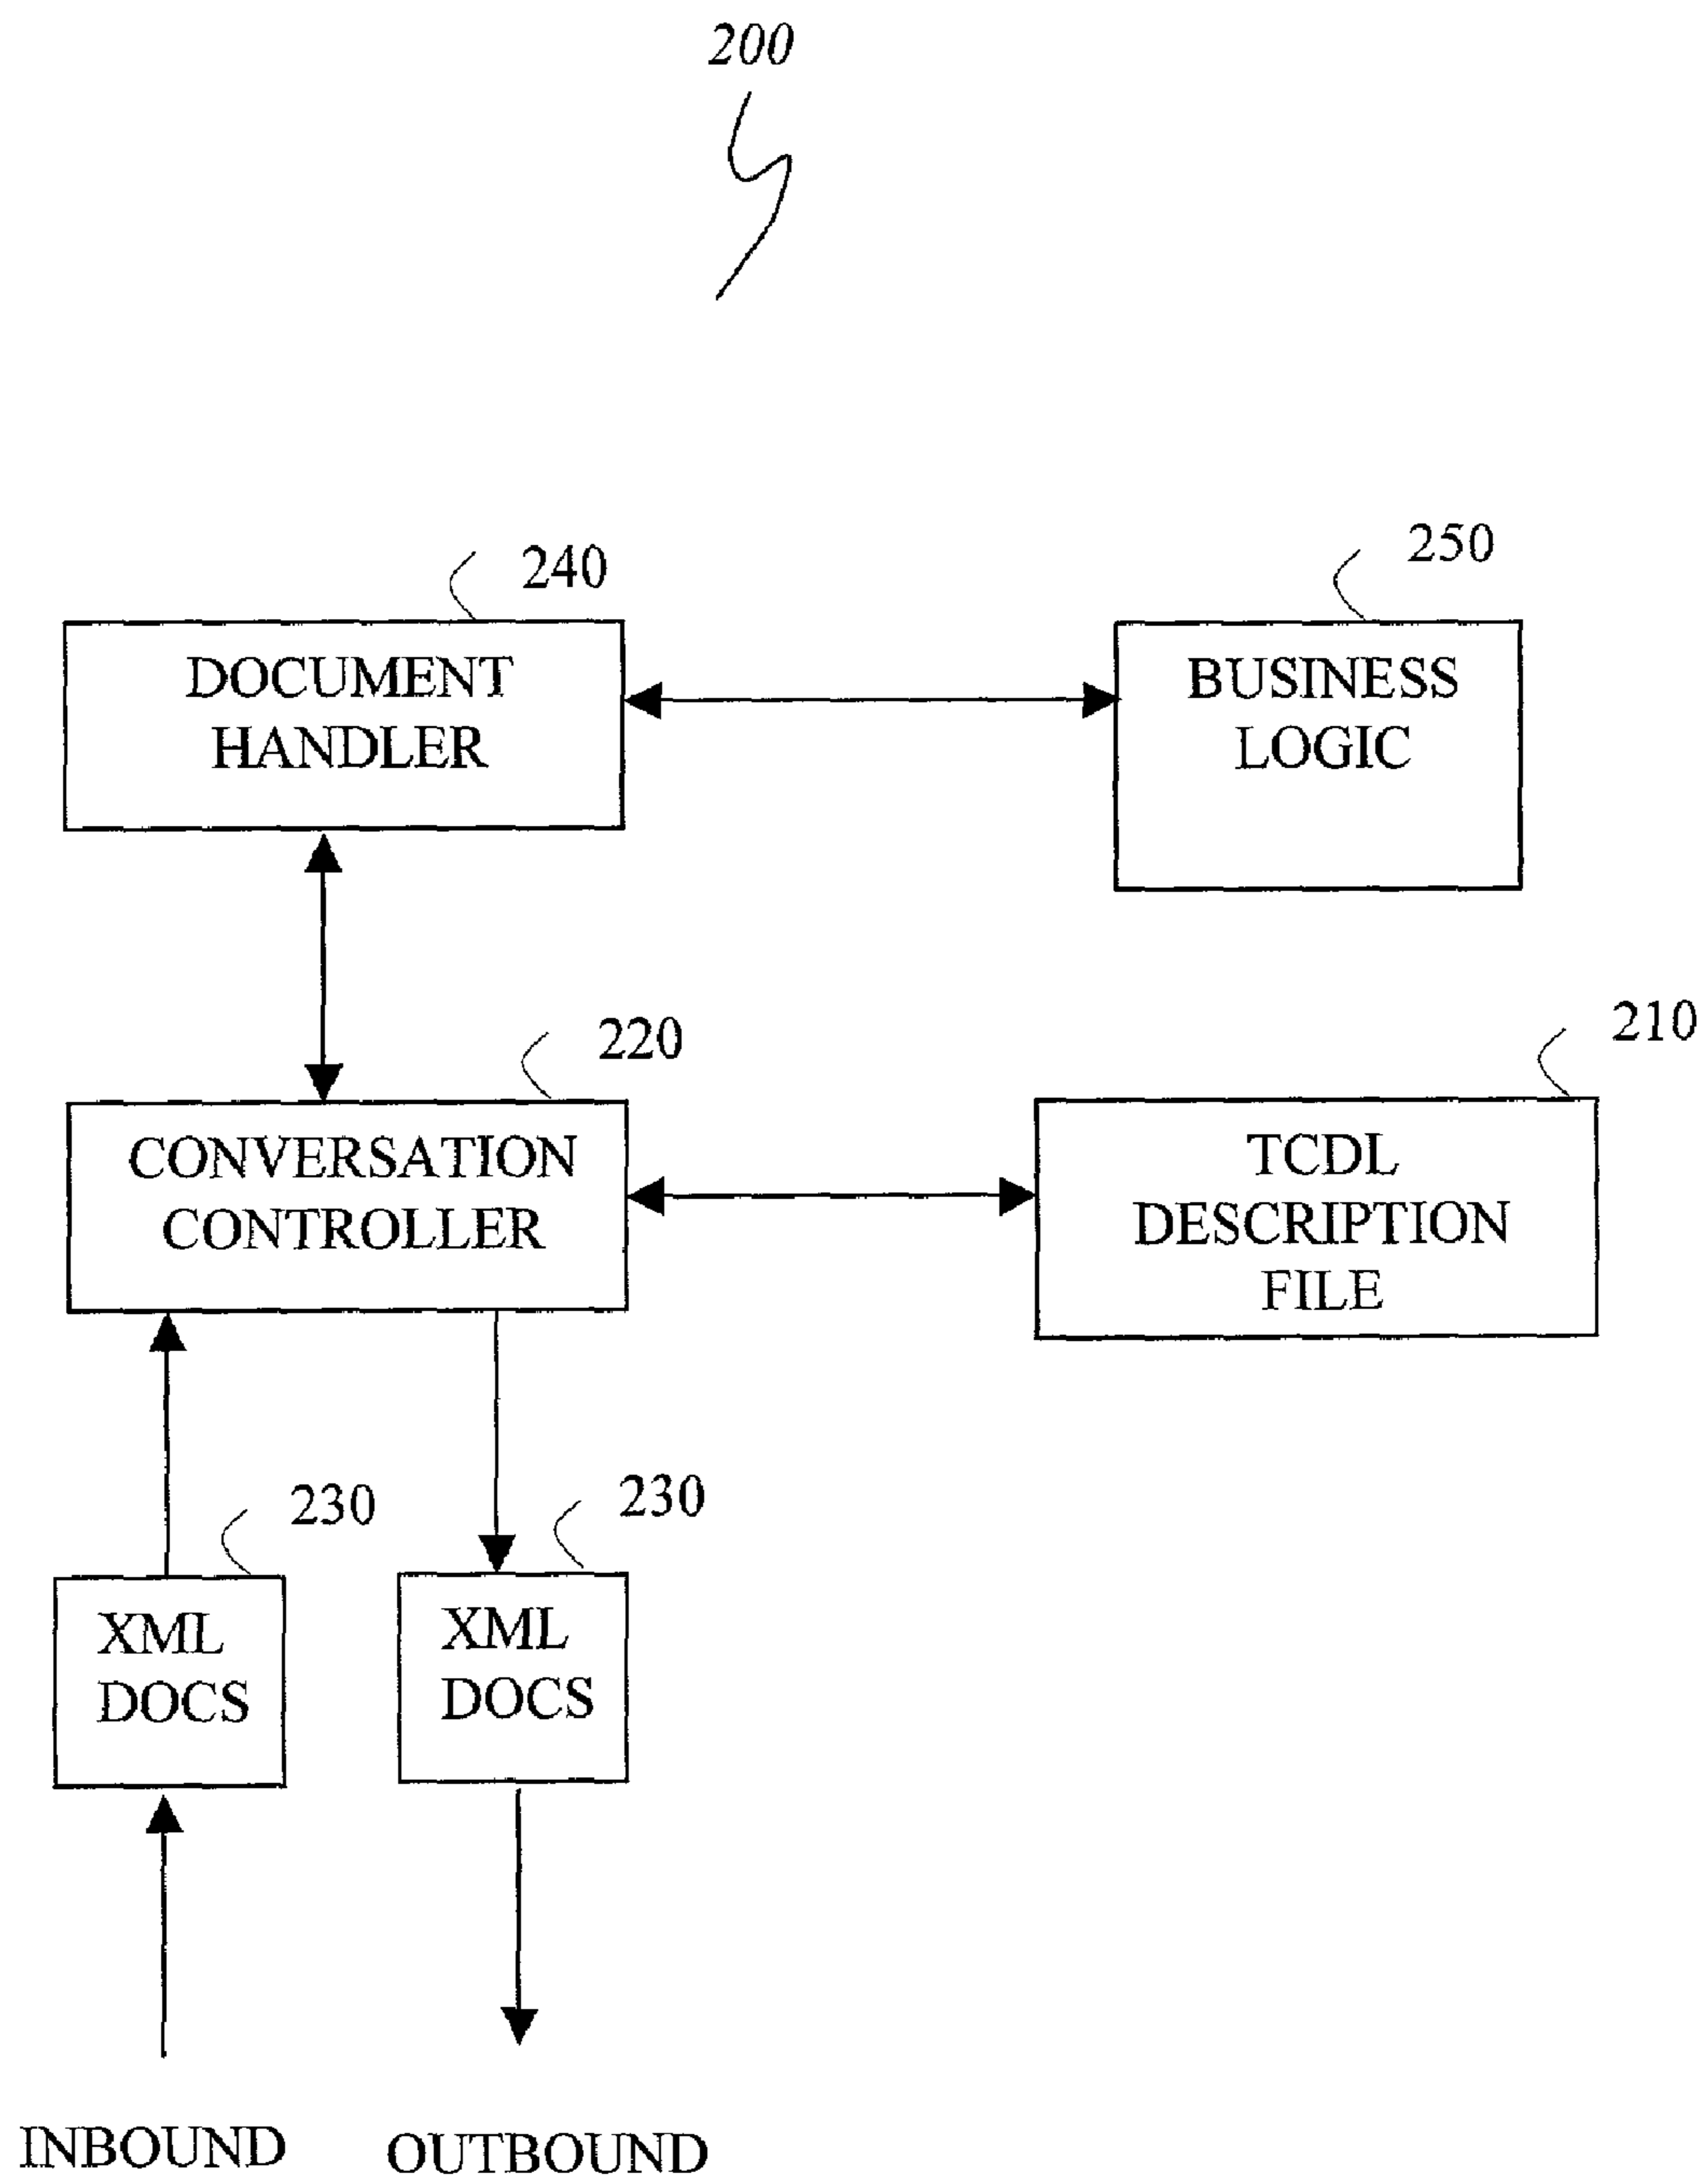 200
240
250
DOCUMENT
HANDLER
BUSINESS
LOGIC
220
210
CONVERSATION
CONTROLLER
TCDL
DESCRIPTION
FILE
230
230
XML
DOCS
XML
DOCS
INBOUND
OUTBOUND